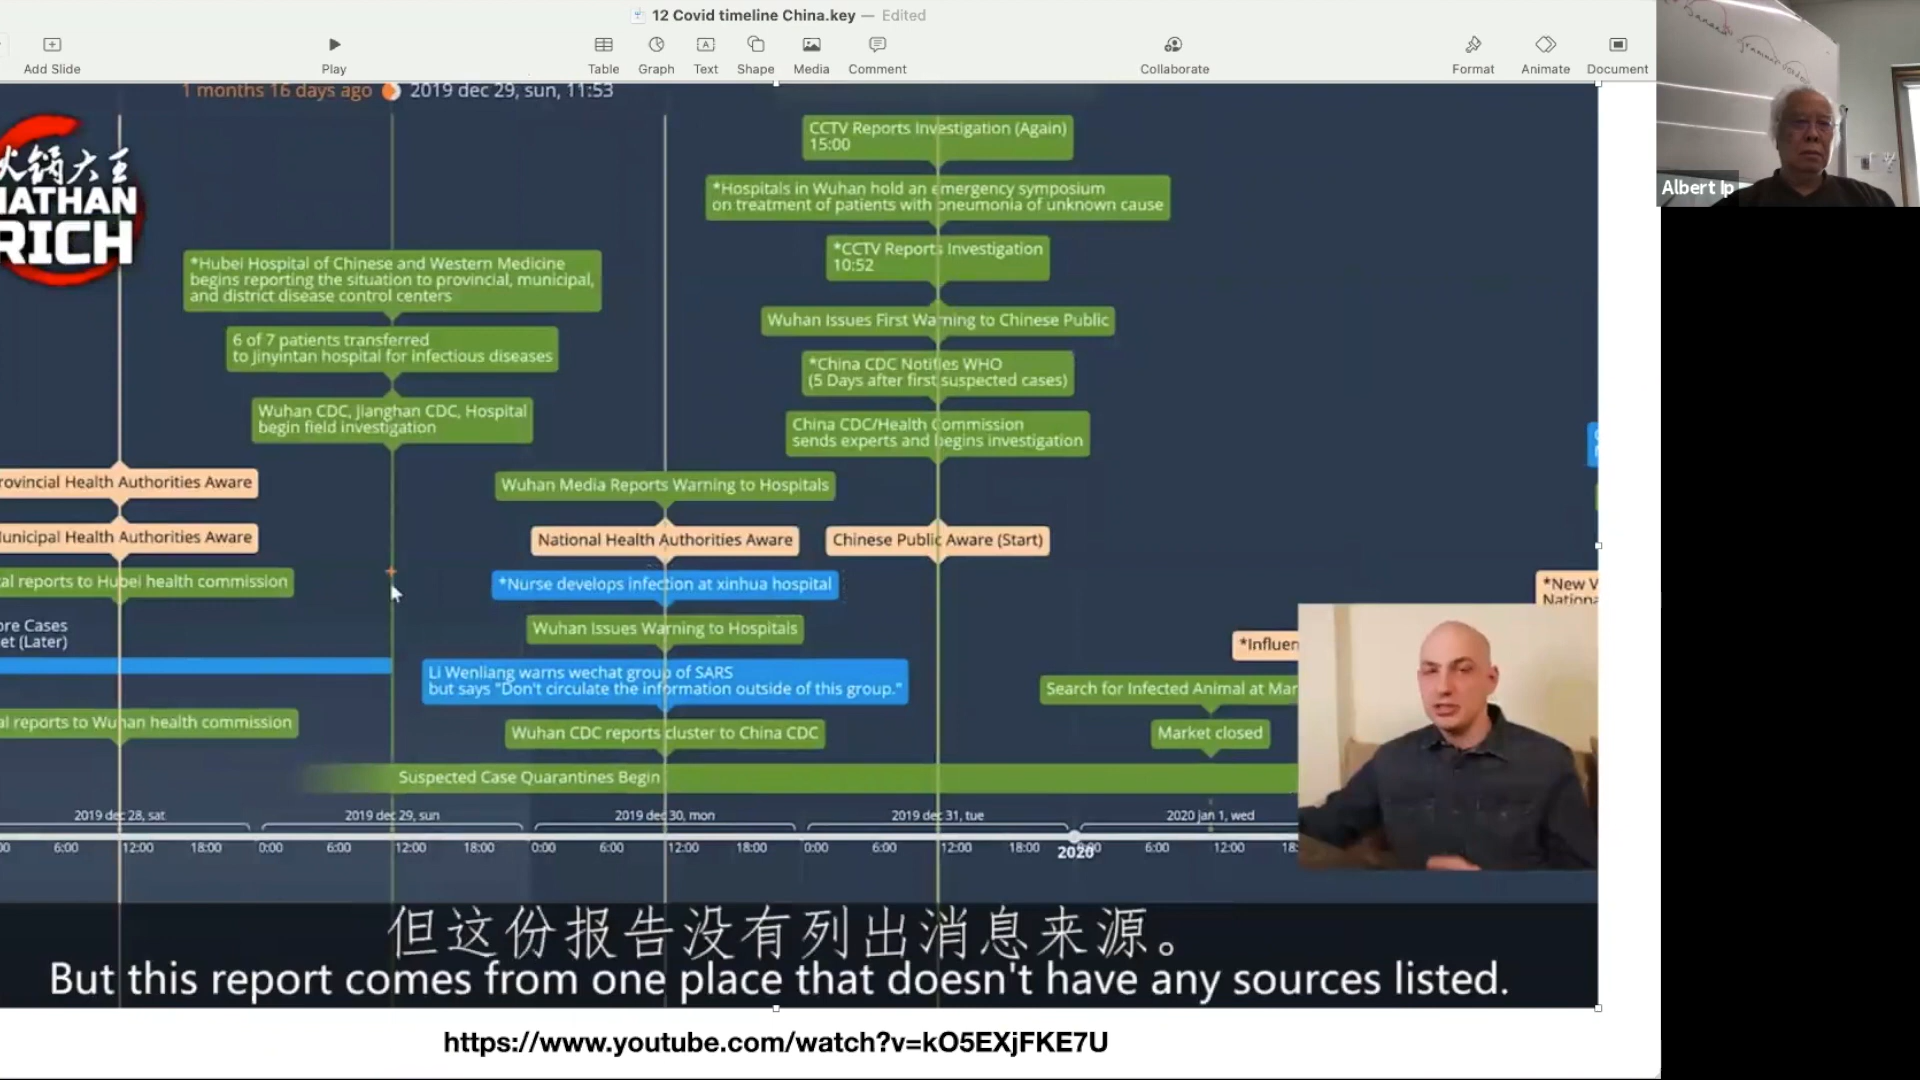 12 Covid timeline China.key — Edited
Add Slide
Play
Table
Graph
Text
Shape
Media
Comment
Collaborate
Format
Animate
Document
Albert Ip
1 months 16 days ago 2019 dec 29, sun, 11:53
火锅大王
NATHAN
RICH
*Hubei Hospital of Chinese and Western Medicine
begins reporting the situation to provincial, municipal,
and district disease control centers
6 of 7 patients transferred
to Jinyintan hospital for infectious diseases
Wuhan CDC, Jianghan CDC, Hospital
begin field investigation
CCTV Reports Investigation (Again)
15:00
*Hospitals in Wuhan hold an emergency symposium
on treatment of patients with pneumonia of unknown cause
*CCTV Reports Investigation
10:52
Wuhan Issues First Warning to Chinese Public
*China CDC Notifies WHO
(5 Days after first suspected cases)
China CDC/Health Commission
sends experts and begins investigation
rovincial Health Authorities Aware
unicipal Health Authorities Aware
al reports to Hubei health commission
ore Cases
et (Later)
al reports to Wuhan health commission
Wuhan Media Reports Warning to Hospitals
National Health Authorities Aware
Chinese Public Aware (Start)
*Nurse develops infection at xinhua hospital
Wuhan Issues Warning to Hospitals
Li Wenliang warns wechat group of SARS
but says "Don't circulate the information outside of this group."
Wuhan CDC reports cluster to China CDC
Suspected Case Quarantines Begin
*New V
Nationa
*Influen
Search for Infected Animal at Mar
Market closed
2019 dec 28, sat
2019 dec 29, sun
2019 dec 30, mon
2019 dec 31, tue
2020 jan 1, wed
00 6:00 12:00 18:00 0:00 6:00 12:00 18:00 0:00 6:00 12:00 18:00 0:00 6:00 12:00 18:00 0:00 6:00 12:00 18:
2020
但这份报告没有列出消息来源。
But this report comes from one place that doesn't have any sources listed.
https://www.youtube.com/watch?v=kO5EXjFKE7U